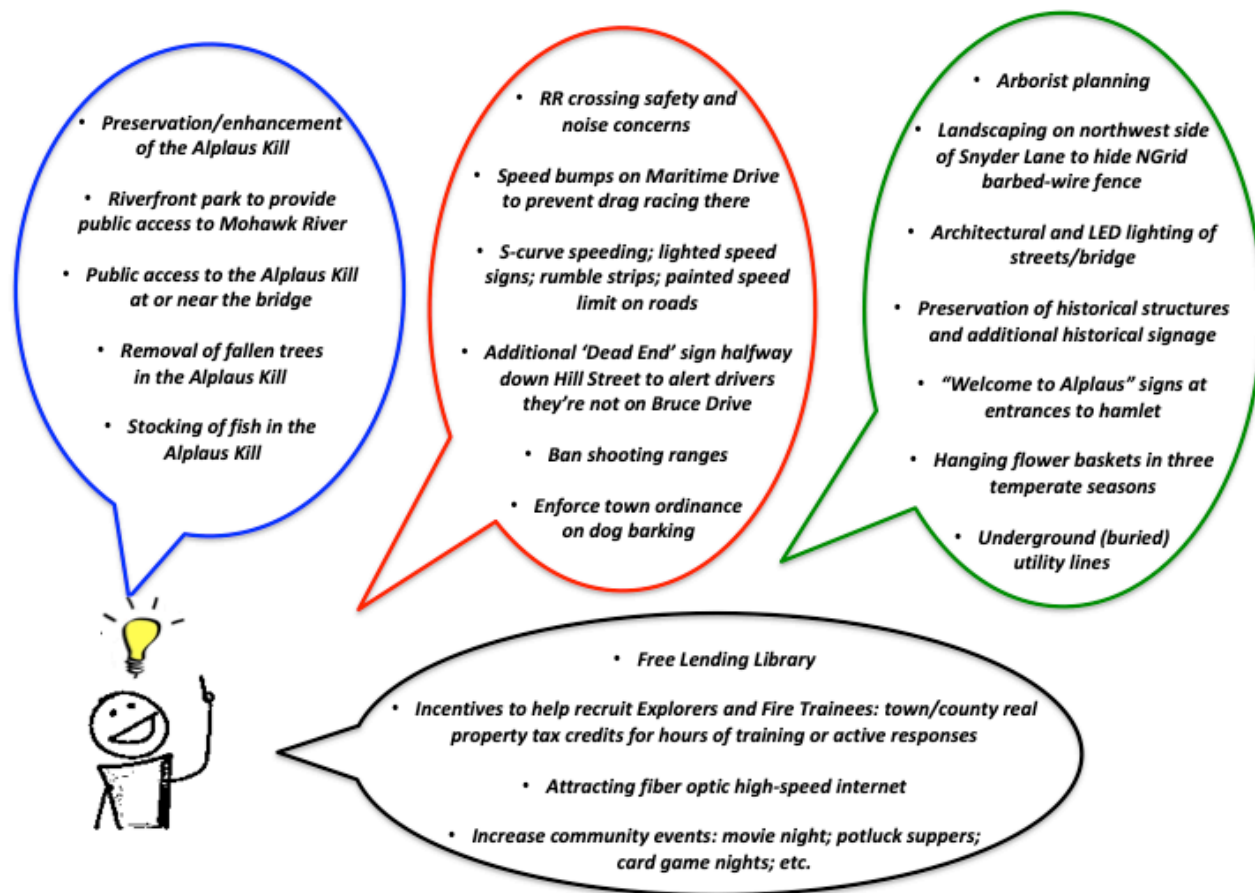 • Preservation/enhancement
of the Alplaus Kill
• Riverfront park to provide
public access to Mohawk River
• Public access to the Alplaus Kill
at or near the bridge
• Removal of fallen trees
in the Alplaus Kill
• Stocking of fish in the
Alplaus Kill
• RR crossing safety and
noise concerns
• Speed bumps on Maritime Drive
to prevent drag racing there
• S-curve speeding; lighted speed
signs; rumble strips; painted speed
limit on roads
• Additional ‘Dead End’ sign halfway
down Hill Street to alert drivers
they’re not on Bruce Drive
• Ban shooting ranges
• Enforce town ordinance
on dog barking
• Arborist planning
• Landscaping on northwest side
of Snyder Lane to hide NGrid
barbed-wire fence
• Architectural and LED lighting of
streets/bridge
• Preservation of historical structures
and additional historical signage
• “Welcome to Alplaus” signs at
entrances to hamlet
• Hanging flower baskets in three
temperate seasons
• Underground (buried)
utility lines
• Free Lending Library
• Incentives to help recruit Explorers and Fire Trainees: town/county real
property tax credits for hours of training or active responses
• Attracting fiber optic high-speed internet
• Increase community events: movie night; potluck suppers;
card game nights; etc.